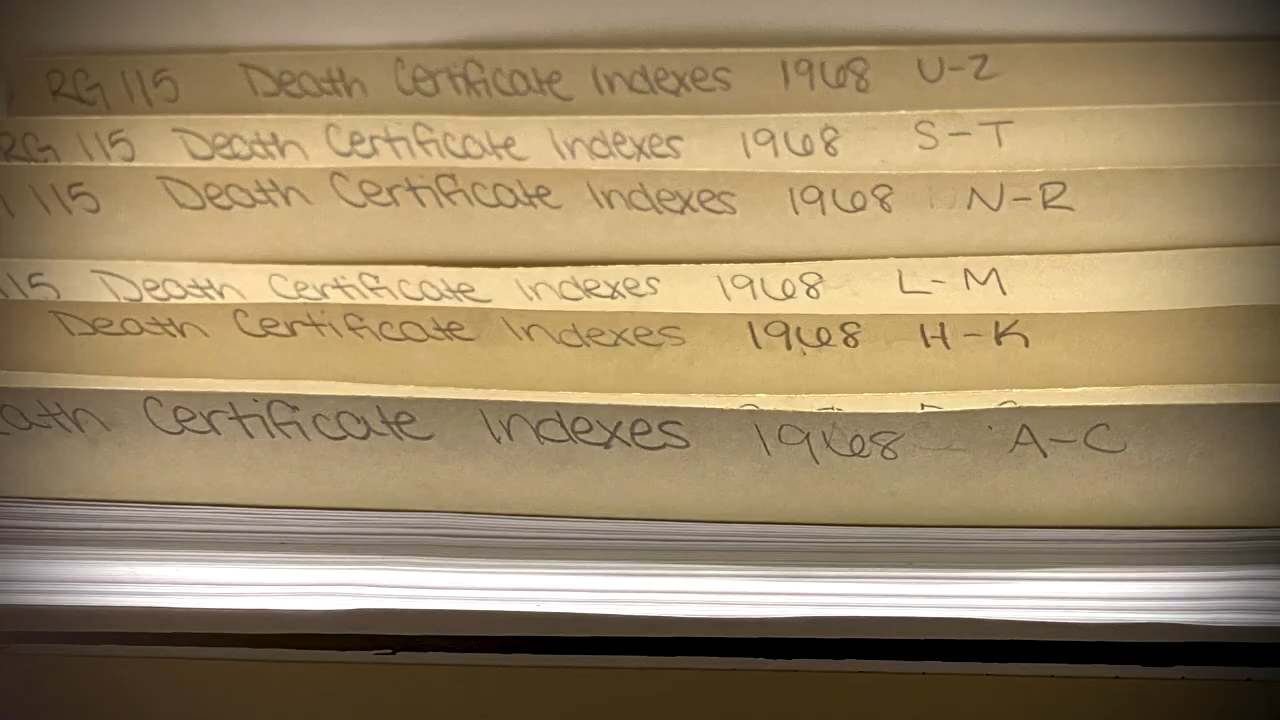 RG 115 Death Certificate Indexes 1968 U-Z
RG 115 Death Certificate Indexes 1968 S-T
115 Death Certificate Indexes 1968 N-R
115 Death Certificate Indexes 1968 L-M
Death Certificate Indexes 1968 H-K
ath Certificate Indexes 1968 A-C